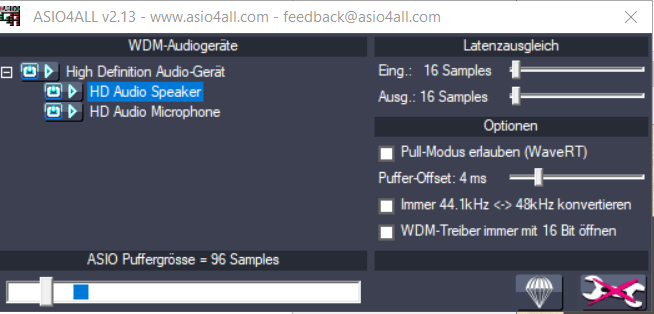 ASIO4ALL v2.13 - www.asio4all.com - feedback@asio4all.com
WDM-Audiogeräte
High Definition Audio-Gerät
HD Audio Speaker
HD Audio Microphone
ASIO Puffergrösse = 96 Samples
Latenzausgleich
Eing.: 16 Samples
Ausg.: 16 Samples
Optionen
Pull-Modus erlauben (WaveRT)
Puffer-Offset: 4 ms
Immer 44.1kHz <-> 48kHz konvertieren
WDM-Treiber immer mit 16 Bit öffnen